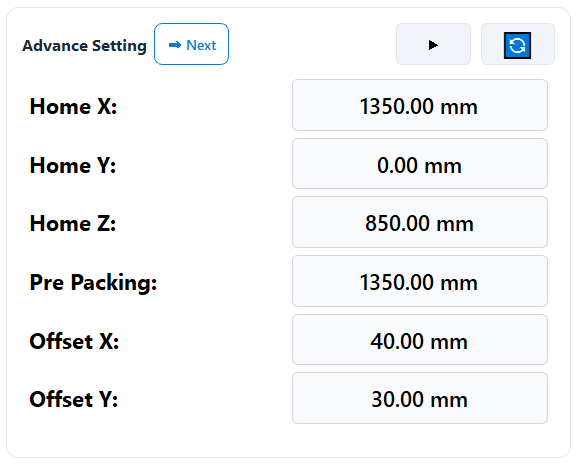 Advance Setting ➡ Next
Home X: 1350.00 mm
Home Y: 0.00 mm
Home Z: 850.00 mm
Pre Packing: 1350.00 mm
Offset X: 40.00 mm
Offset Y: 30.00 mm